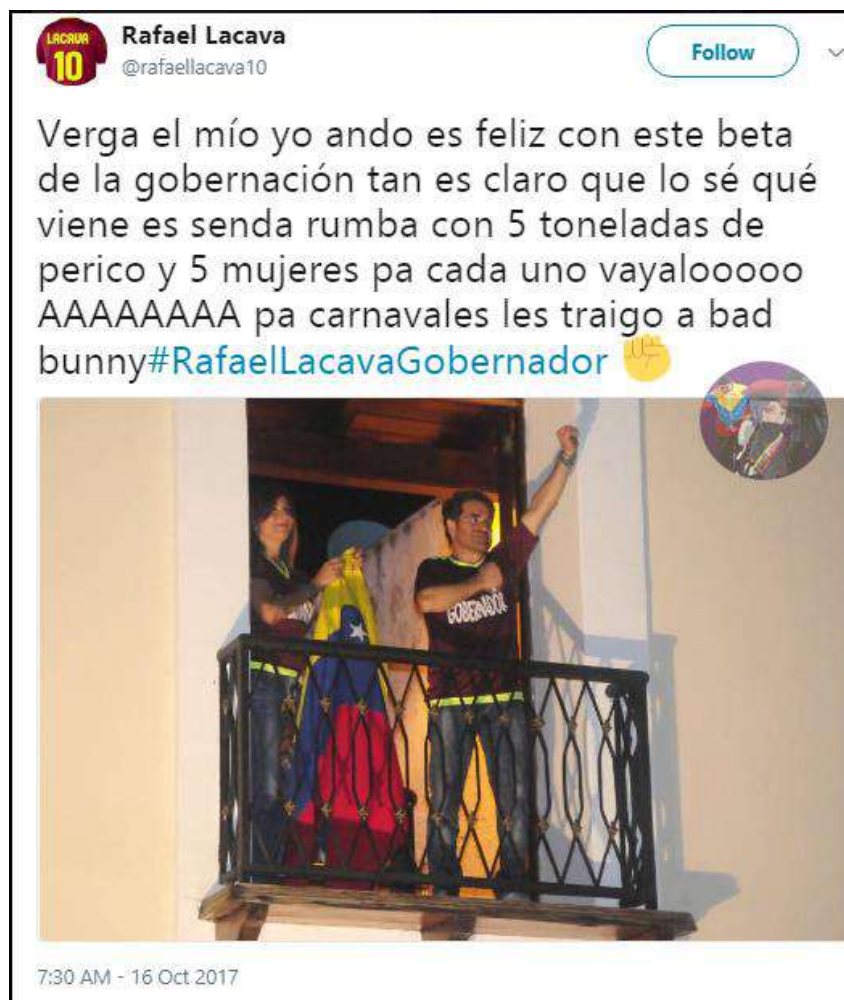 LACAVA
10
Rafael Lacava
@rafaellacava10
Follow
Verga el mío yo ando es feliz con este beta
de la gobernación tan es claro que lo sé qué
viene es senda rumba con 5 toneladas de
perico y 5 mujeres pa cada uno vayalooooo
AAAAAAAA pa carnavales les traigo a bad
bunny#RafaelLacavaGobernador
GOBERNADOR
7:30 AM - 16 Oct 2017